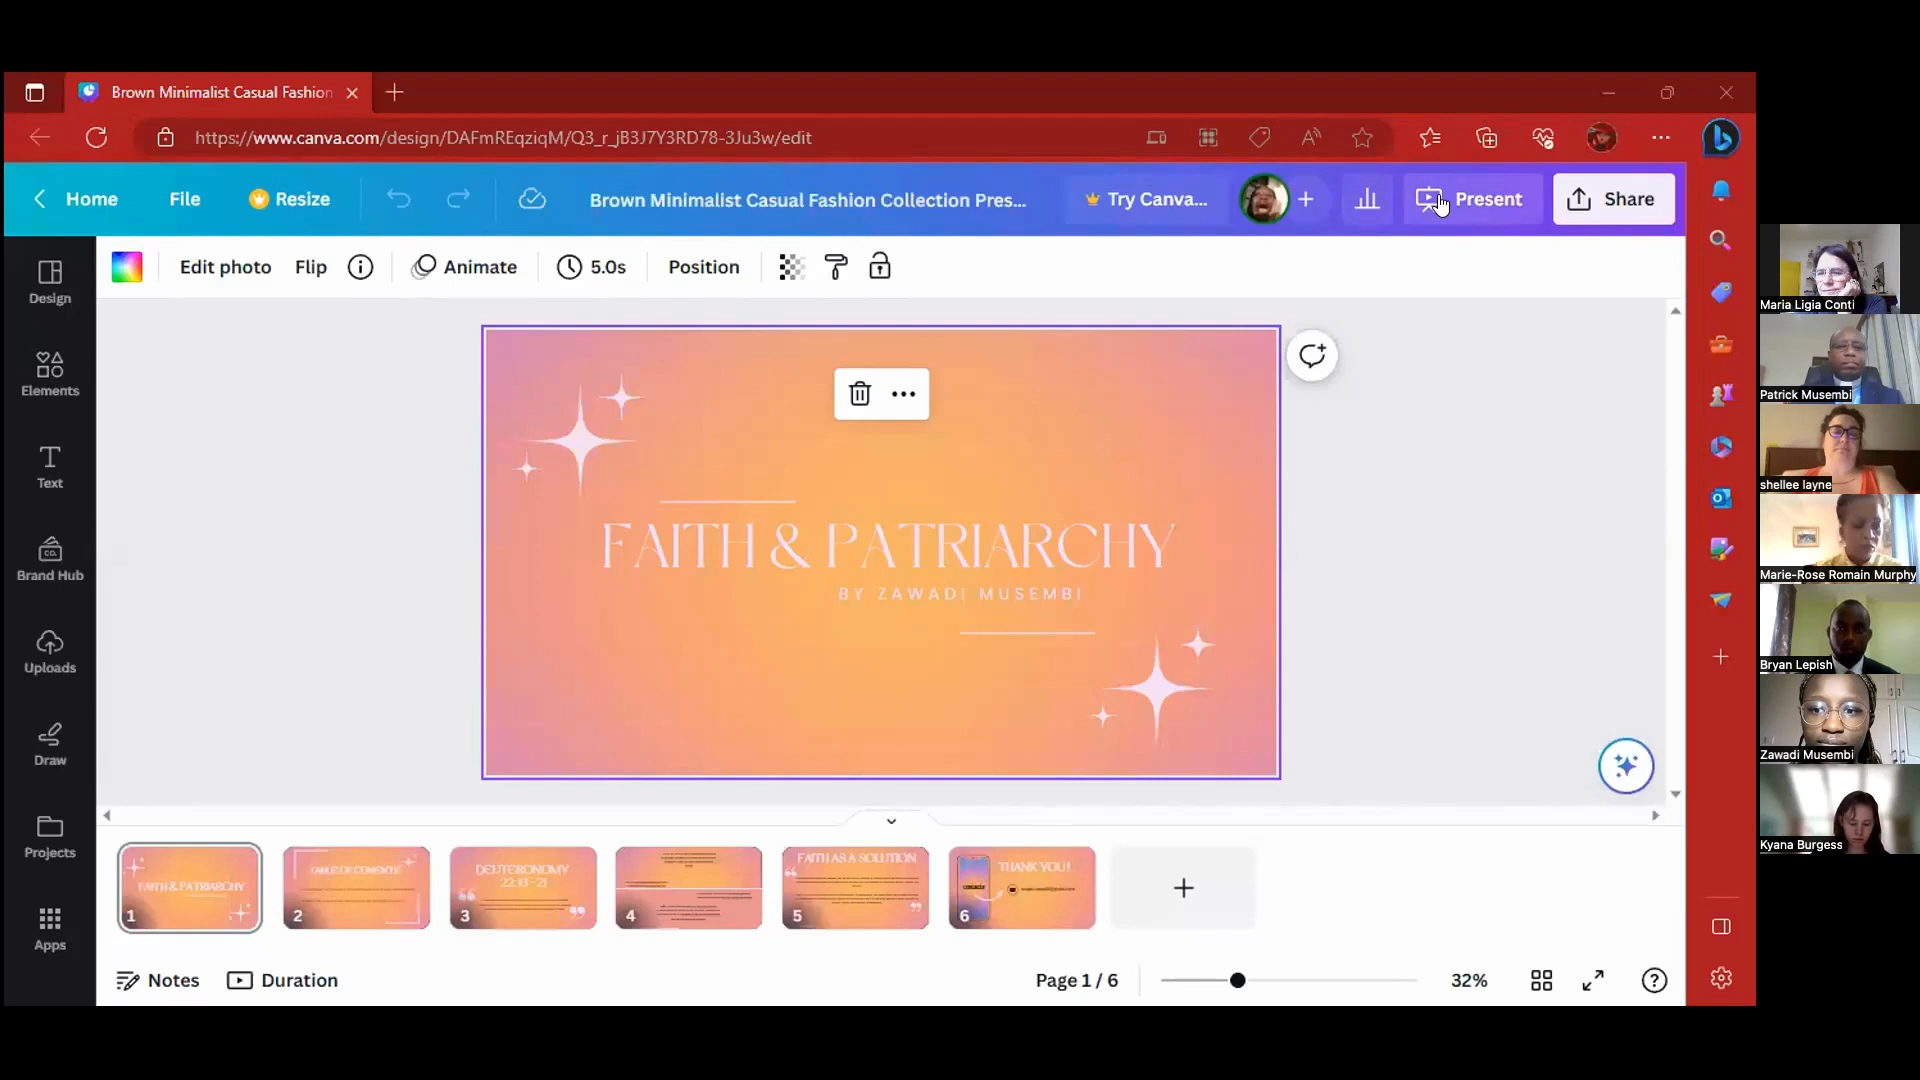 Brown Minimalist Casual Fashion
https://www.canva.com/design/DAFmREqziqM/Q3_r_jB3J7Y3RD78-3Ju3w/edit
Home
File
Resize
Brown Minimalist Casual Fashion Collection Pres...
Try Canva...
Present
Share
Edit photo
Flip
Animate
5.0s
Position
Design
Elements
Text
CO.
Brand Hub
Uploads
Draw
Projects
Apps
FAITH & PATRIARCHY
BY ZAWADI MUSEMBI
FAITH & PATRIARCHY
1
TABLE OF CONTENTS
2
DEUTERONOMY
22:13 - 21
3
4
FAITH AS A SOLUTION
5
THANK YOU!
6
Notes
Duration
Page 1 / 6
32%
Maria Ligia Conti
Patrick Musembi
shellee layne
Marie-Rose Romain Murphy
Bryan Lepish
Zawadi Musembi
Kyana Burgess